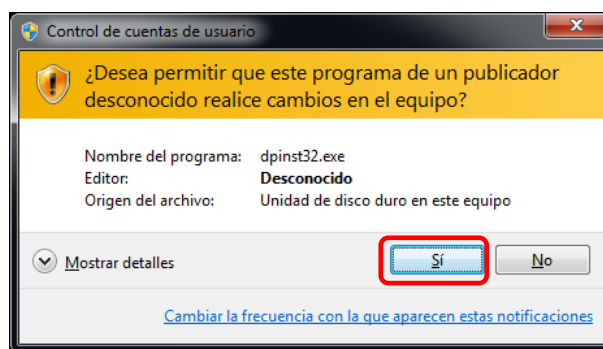 Control de cuentas de usuario
¿Desea permitir que este programa de un publicador
desconocido realice cambios en el equipo?
Nombre del programa: dpinst32.exe
Editor: Desconocido
Origen del archivo: Unidad de disco duro en este equipo
Mostrar detalles Sí No
Cambiar la frecuencia con la que aparecen estas notificaciones